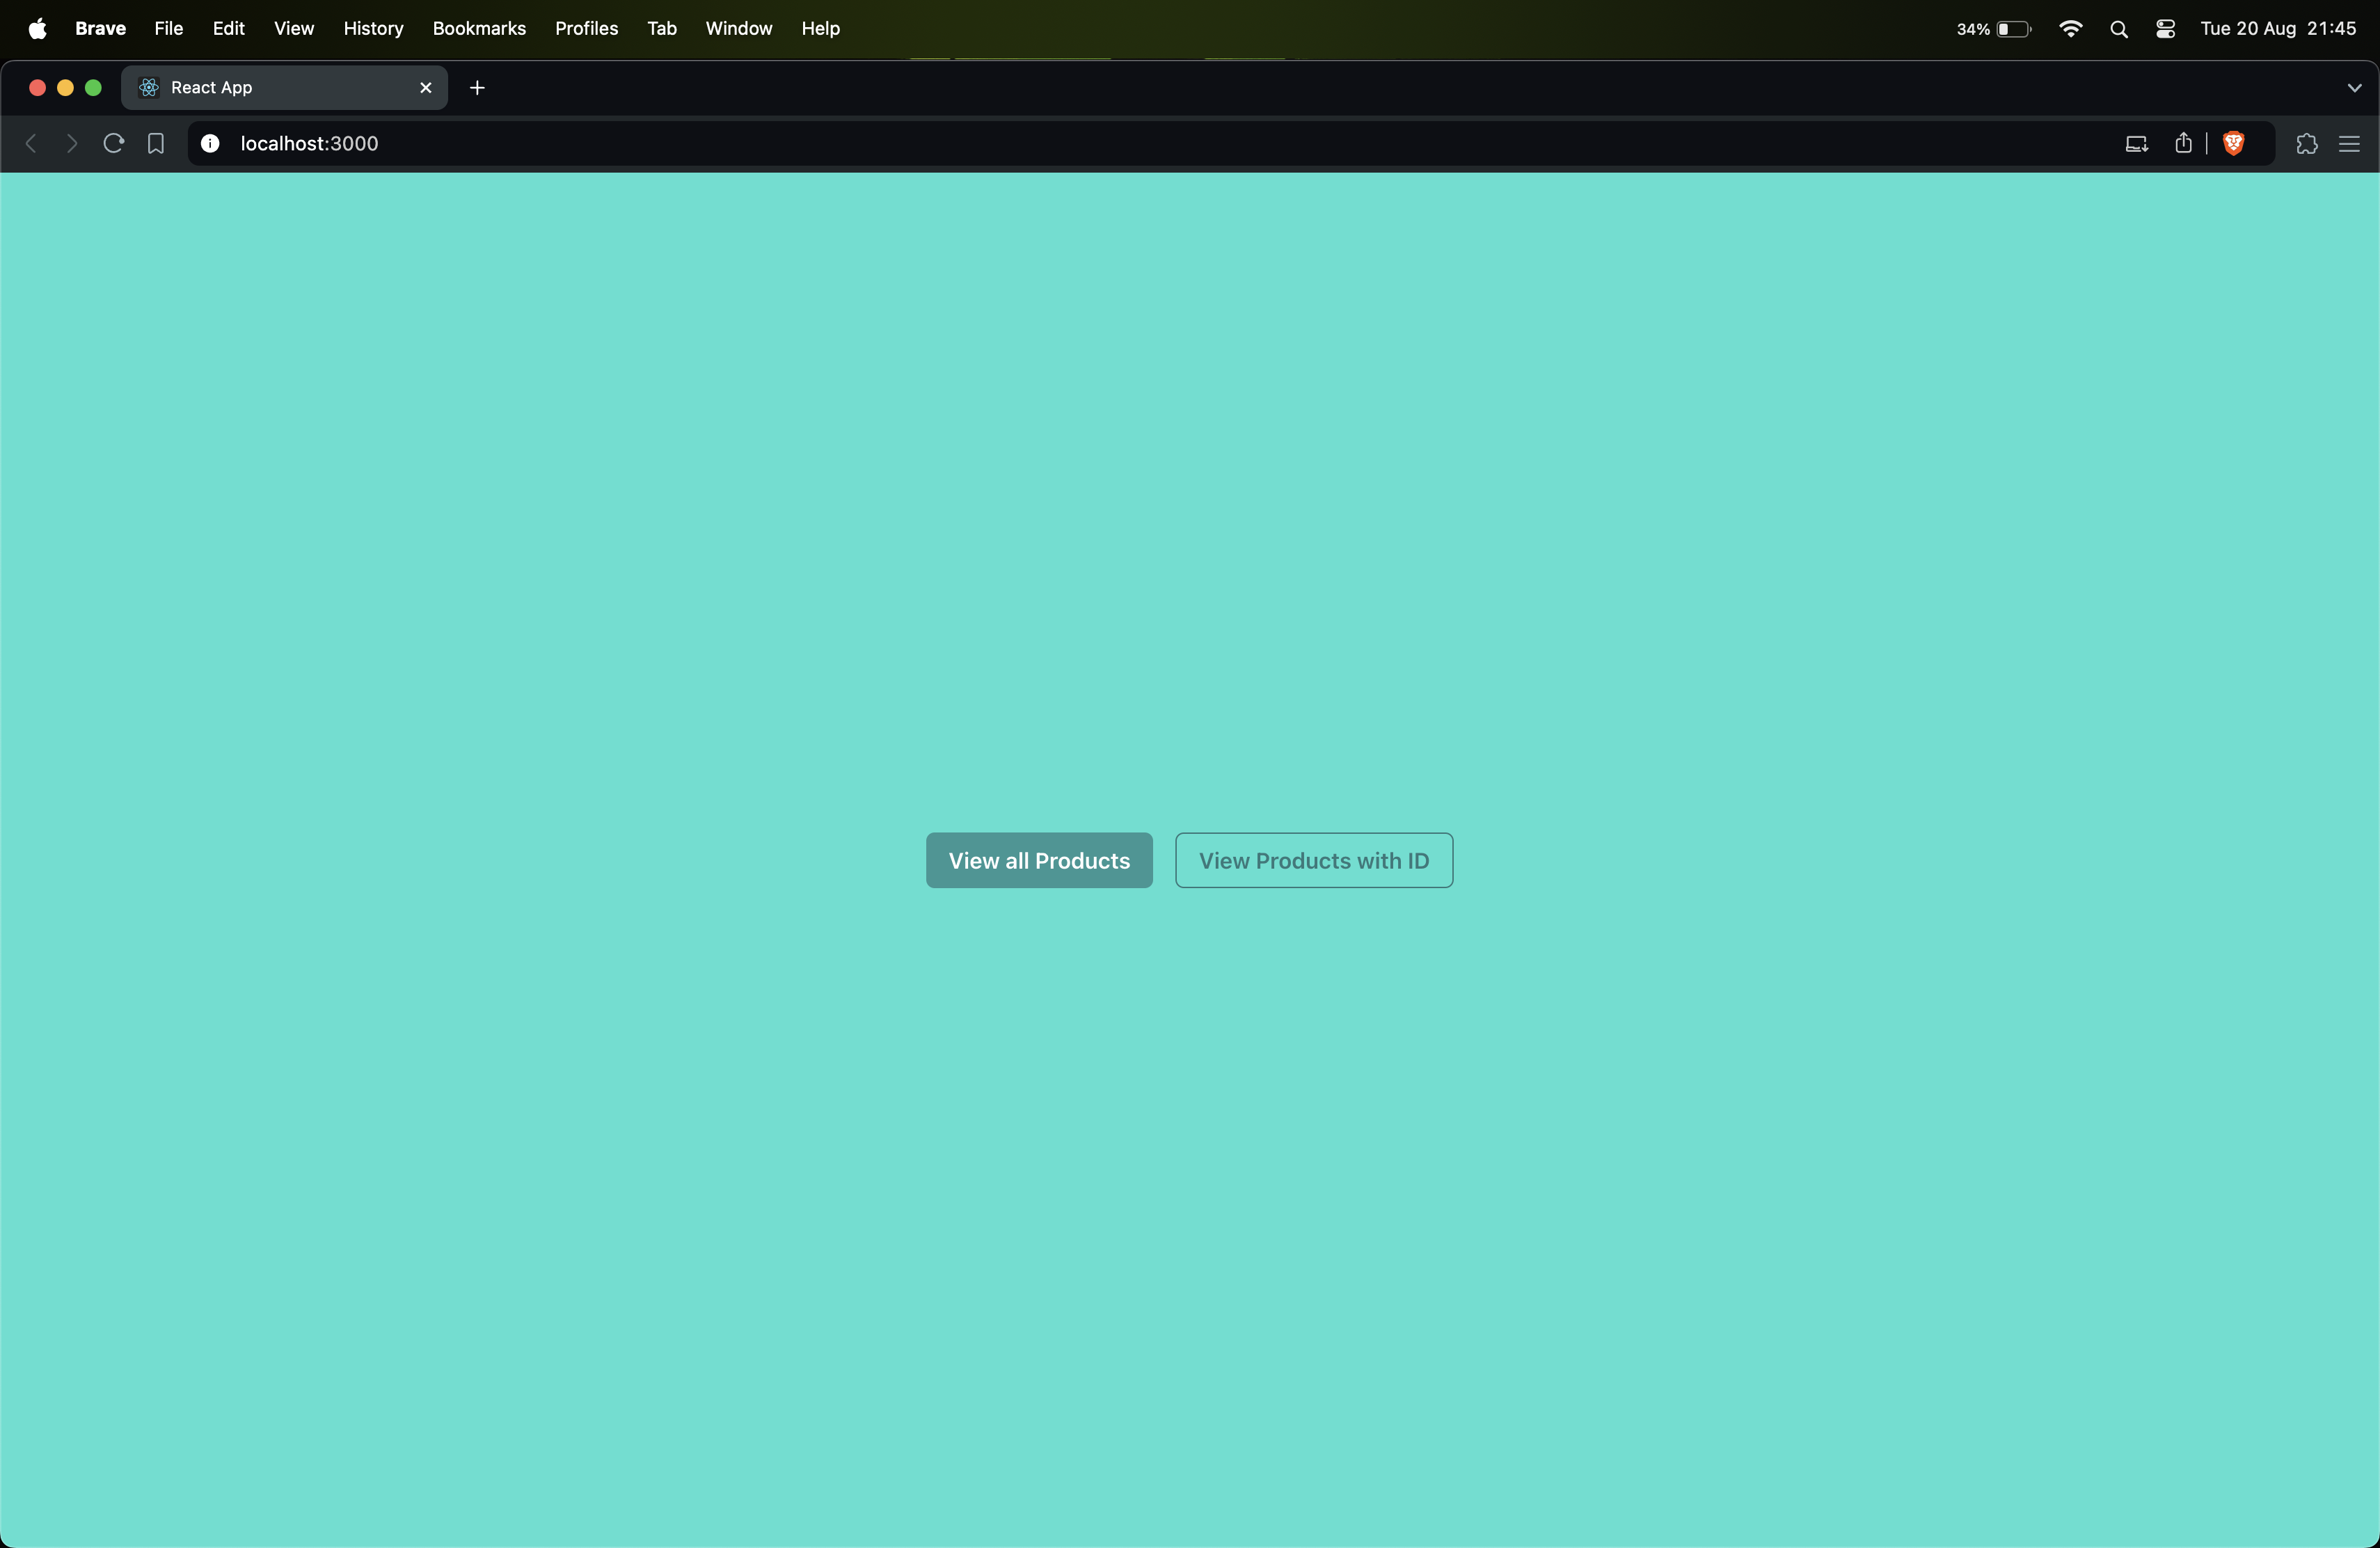 Brave File Edit View History Bookmarks Profiles Tab Window Help 34% Tue 20 Aug 21:45
React App
localhost:3000
View all Products View Products with ID